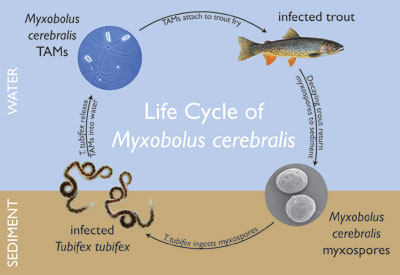 Myxobolus
cerebralis
TAMs
TAMs attach to trout fry
infected trout
WATER
Life Cycle of
Myxobolus cerebralis
Decaying trout return
myxospores to sediment
T. tubifex release
TAMs into water
infected
Tubifex tubifex
T. tubifex ingests myxospores
Myxobolus
cerebralis
myxospores
SEDIMENT